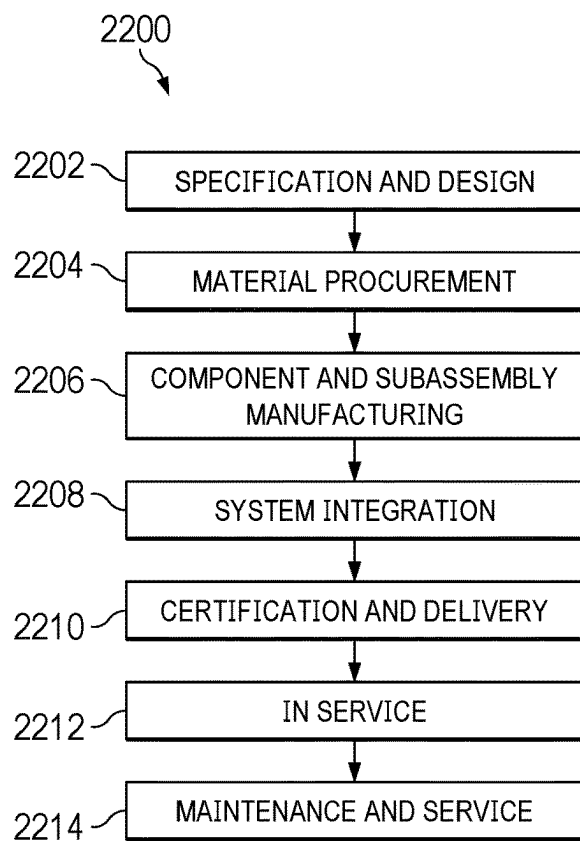 2200
2202
SPECIFICATION AND DESIGN
2204
MATERIAL PROCUREMENT
2206
COMPONENT AND SUBASSEMBLY
MANUFACTURING
2208
SYSTEM INTEGRATION
2210
CERTIFICATION AND DELIVERY
2212
IN SERVICE
2214
MAINTENANCE AND SERVICE